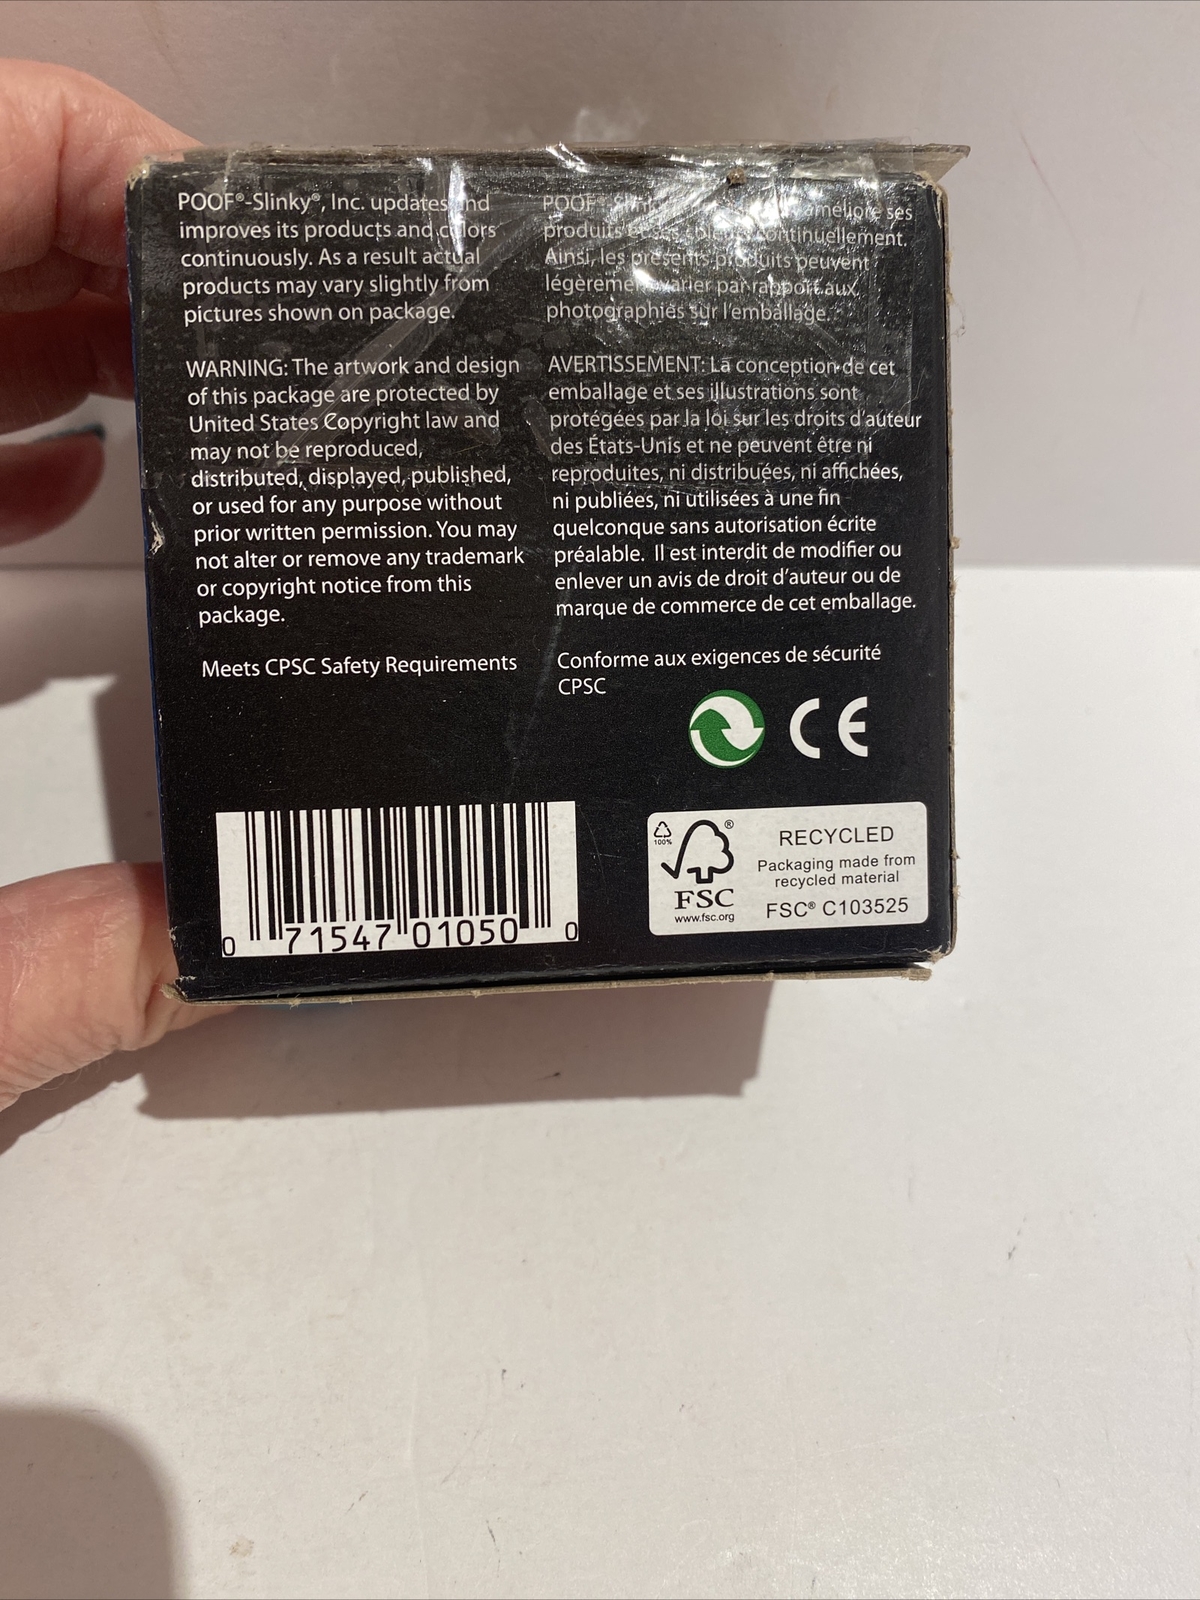 POOF®-Slinky®, Inc. updates and
improves its products and colors
continuously. As a result actual
products may vary slightly from
pictures shown on package.
WARNING: The artwork and design
of this package are protected by
United States Copyright law and
may not be reproduced,
distributed, displayed, published,
or used for any purpose without
prior written permission. You may
not alter or remove any trademark
or copyright notice from this
package.
Meets CPSC Safety Requirements
POOF® améliore ses
produits continuellement.
Ainsi, les présents produits peuvent
légèrement varier par rapport aux
photographies sur l'emballage.
AVERTISSEMENT: La conception de cet
emballage et ses illustrations sont
protégées par la loi sur les droits d'auteur
des États-Unis et ne peuvent être ni
reproduites, ni distribuées, ni affichées,
ni publiées, ni utilisées à une fin
quelconque sans autorisation écrite
préalable. Il est interdit de modifier ou
enlever un avis de droit d'auteur ou de
marque de commerce de cet emballage.
Conforme aux exigences de sécurité
CPSC
CE
0 71547 01050 0
100%
FSC
®
www.fsc.org
RECYCLED
Packaging made from
recycled material
FSC® C103525